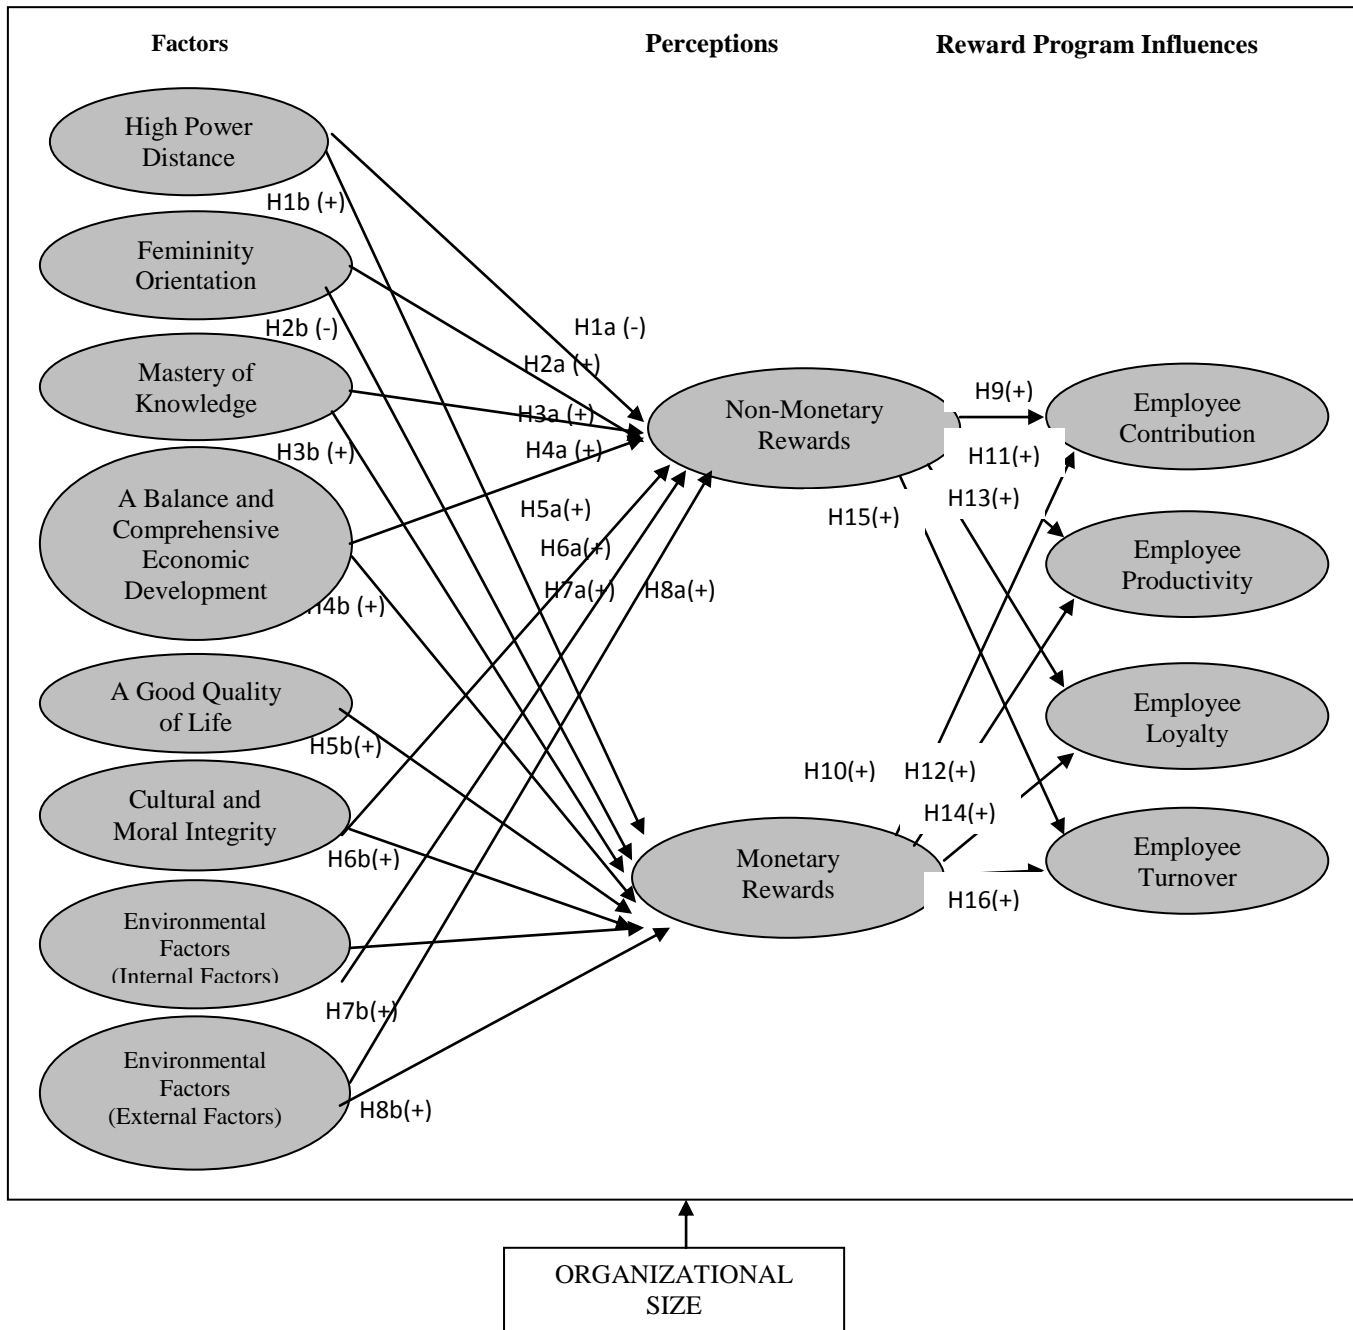 Factors
Perceptions
Reward Program Influences
High Power
Distance
H1b (+)
Femininity
Orientation
H2b (-)
H1a (-)
H2a (+)
Mastery of
Knowledge
H3a (+)
H3b (+)
H4a (+)
Non-Monetary
Rewards
H9(+)
H11(+)
H13(+)
H15(+)
Employee
Contribution
A Balance and
Comprehensive
Economic
Development
H4b (+)
H5a(+)
H6a(+)
H7a(+)
H8a(+)
Employee
Productivity
A Good Quality
of Life
H5b(+)
Employee
Loyalty
Cultural and
Moral Integrity
H6b(+)
H10(+)
H12(+)
H14(+)
Monetary
Rewards
H16(+)
Employee
Turnover
Environmental
Factors
(Internal Factors)
H7b(+)
Environmental
Factors
(External Factors)
H8b(+)
ORGANIZATIONAL
SIZE